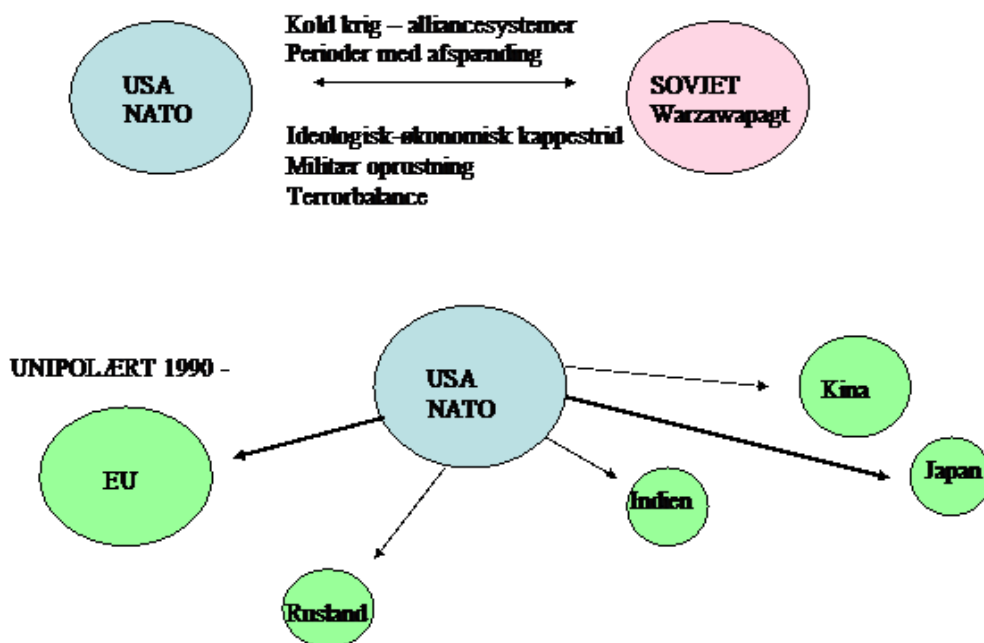 Kold krig – alliancesystemer
Perioder med afspænding
USA
NATO
SOVJET
Warzawapagt
Ideologisk-økonomisk kappestrid
Militær oprustning
Terrorbalance
UNIPOLÆRT 1990 -
USA
NATO
Kina
EU
Japan
Indien
Rusland